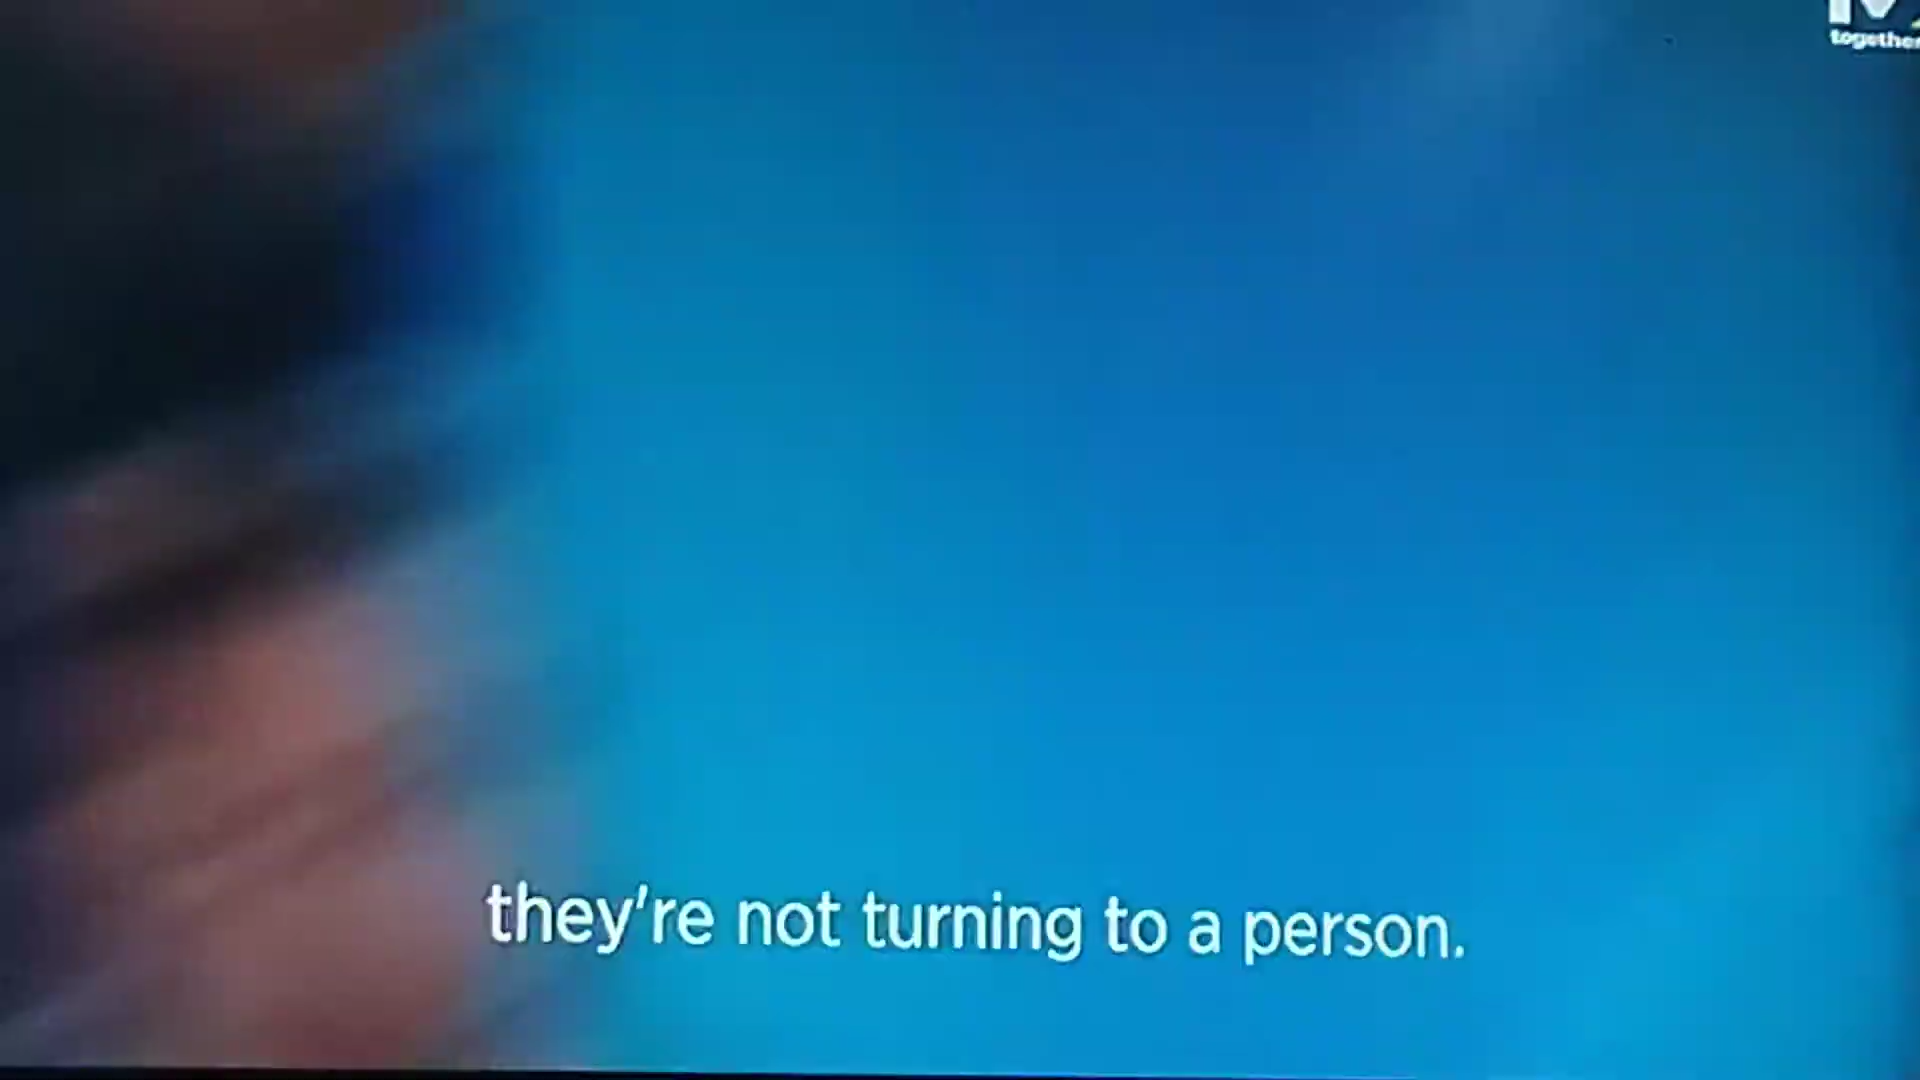 together
they're not turning to a person.